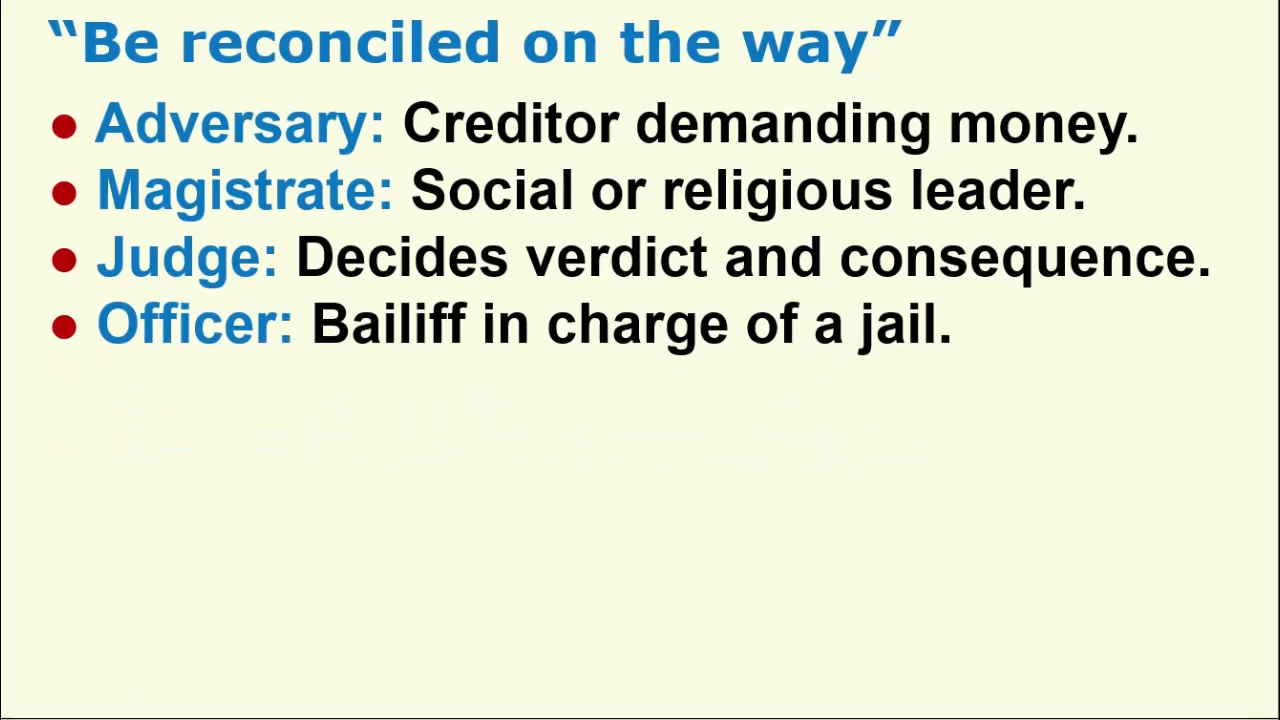 “Be reconciled on the way”
● Adversary: Creditor demanding money.
● Magistrate: Social or religious leader.
● Judge: Decides verdict and consequence.
● Officer: Bailiff in charge of a jail.